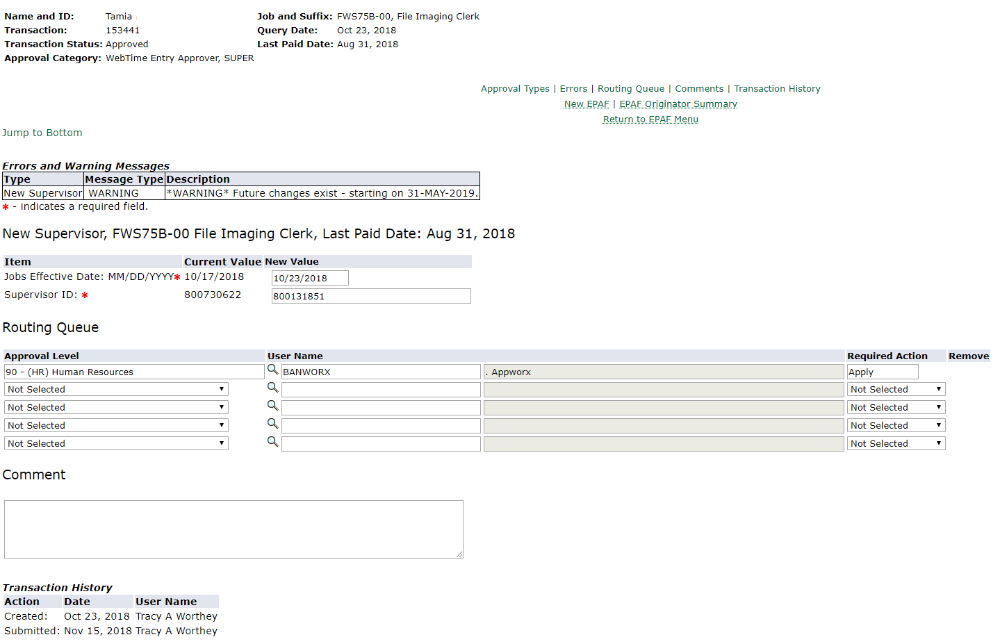 Name and ID: Tamia Job and Suffix: FWS75B-00, File Imaging Clerk
Transaction: 153441 Query Date: Oct 23, 2018
Transaction Status: Approved Last Paid Date: Aug 31, 2018
Approval Category: WebTime Entry Approver, SUPER
Approval Types | Errors | Routing Queue | Comments | Transaction History
New EPAF | EPAF Originator Summary
Return to EPAF Menu
Jump to Bottom
Errors and Warning Messages
Type Message Type Description
New Supervisor WARNING *WARNING* Future changes exist - starting on 31-MAY-2019.
* - indicates a required field.
New Supervisor, FWS75B-00 File Imaging Clerk, Last Paid Date: Aug 31, 2018
Item Current Value New Value
Jobs Effective Date: MM/DD/YYYY* 10/17/2018 10/23/2018
Supervisor ID: * 800730622 800131851
Routing Queue
Approval Level User Name Required Action Remove
90 - (HR) Human Resources BANWORX . Appworx Apply
Not Selected Not Selected
Not Selected Not Selected
Not Selected Not Selected
Not Selected Not Selected
Comment
Transaction History
Action Date User Name
Created: Oct 23, 2018 Tracy A Worthey
Submitted: Nov 15, 2018 Tracy A Worthey